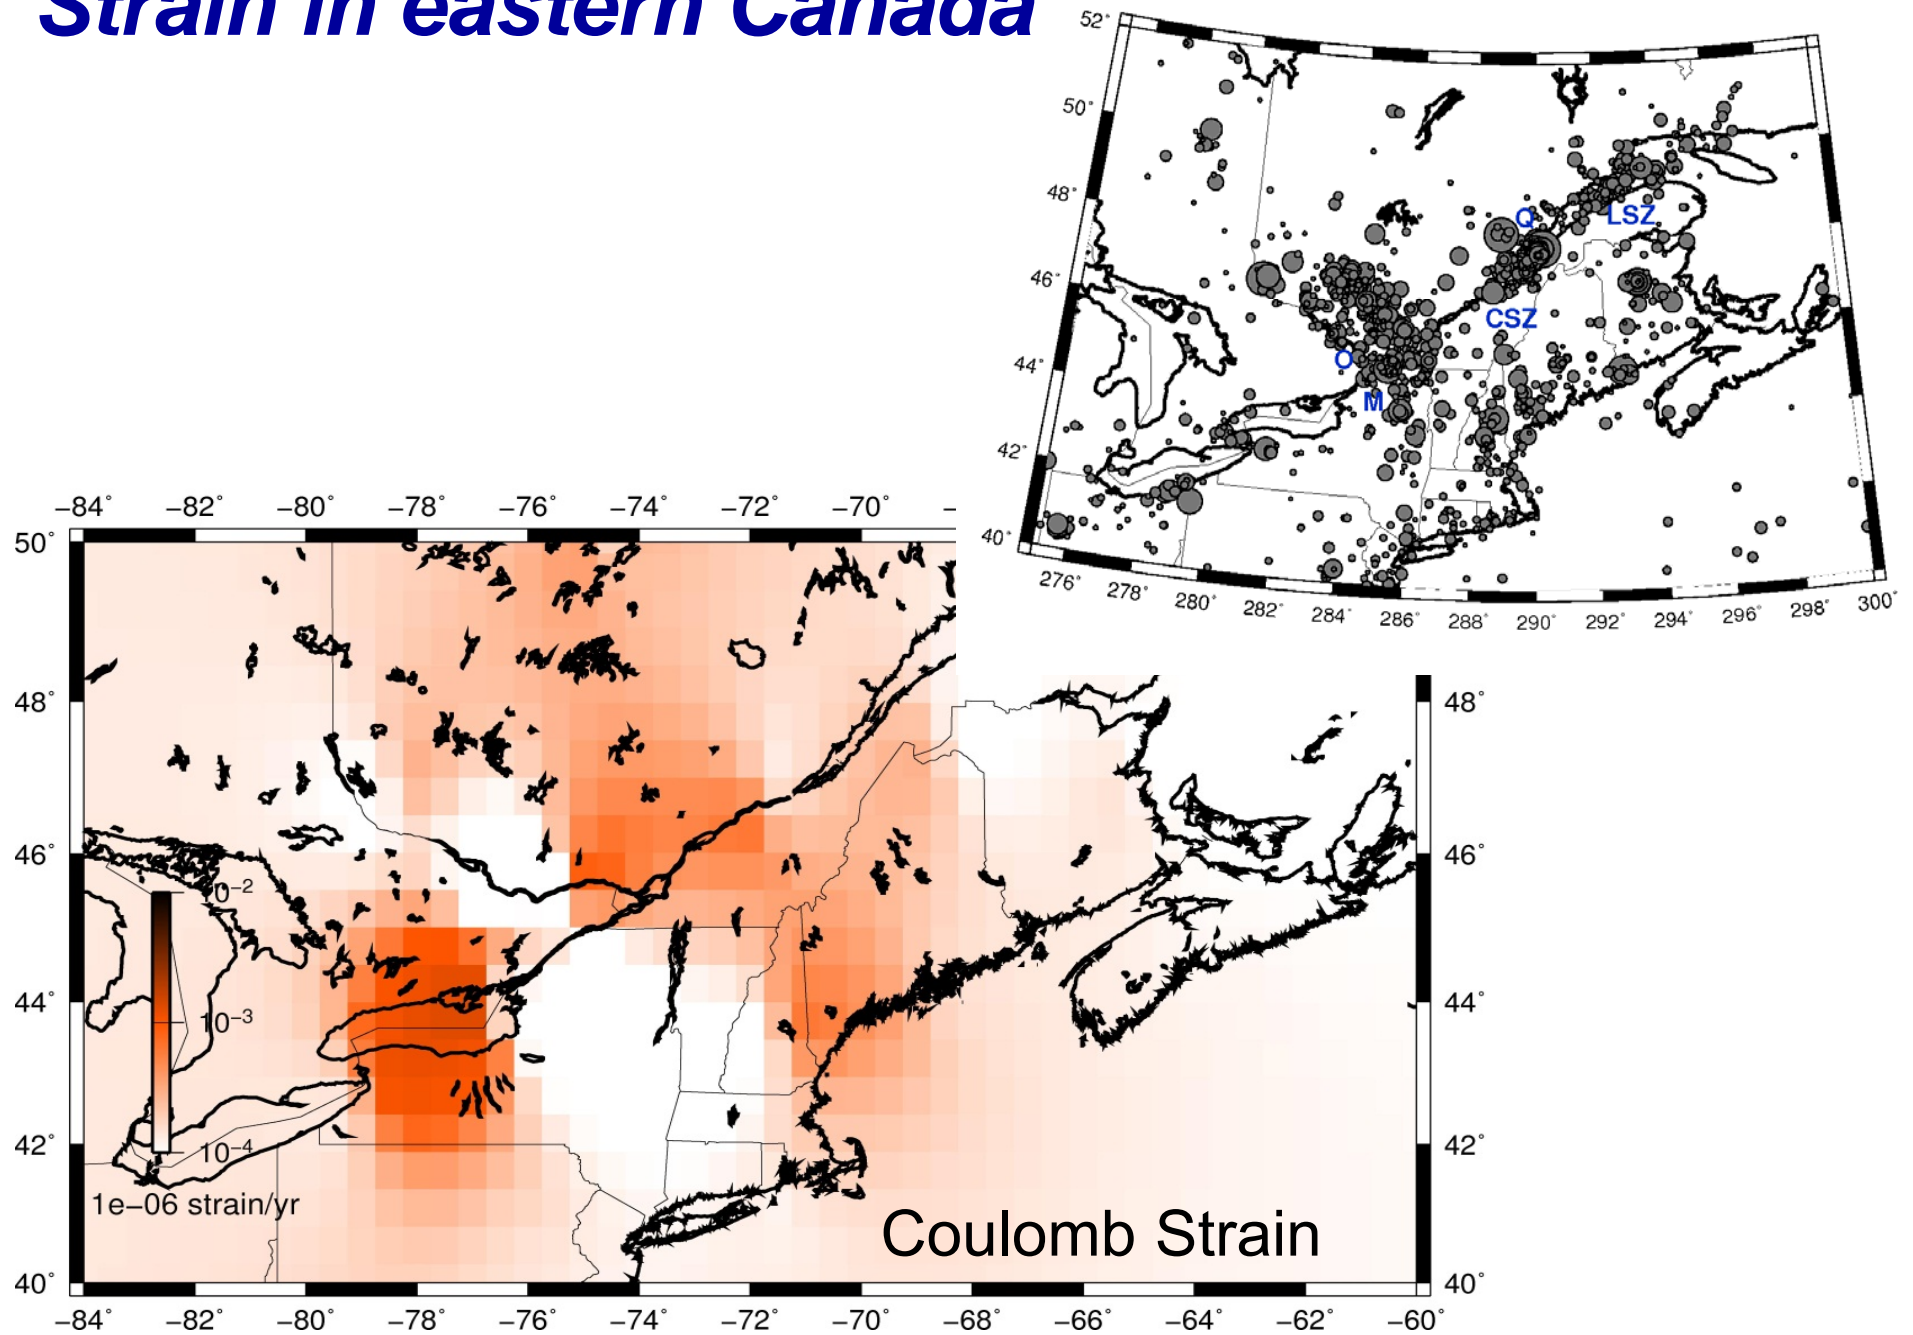 Strain in eastern Canada
52°
50°
48°
46°
44°
42°
40°
276° 278° 280° 282° 284° 286° 288° 290° 292° 294° 296° 298° 300°
Q
LSZ
CSZ
O
M
−84° −82° −80° −78° −76° −74° −72° −70°
50°
48° 48°
46° 46°
44° 44°
42° 42°
40° 40°
10−3
10−4
1e−06 strain/yr
Coulomb Strain
−84° −82° −80° −78° −76° −74° −72° −70° −68° −66° −64° −62° −60°